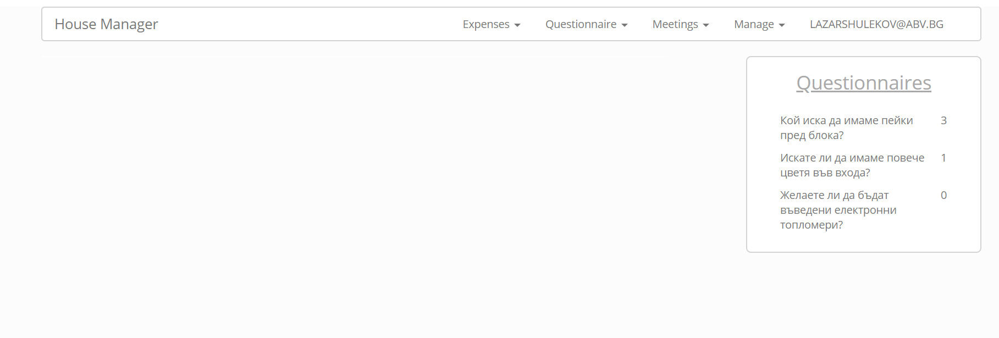 House Manager
Expenses
Questionnaire
Meetings
Manage
LAZARSHULEKOV@ABV.BG
Questionnaires
Кой иска да имаме пейки 3
пред блока?
Искате ли да имаме повече 1
цветя във входа?
Желаете ли да бъдат 0
въведени електронни
топломери?